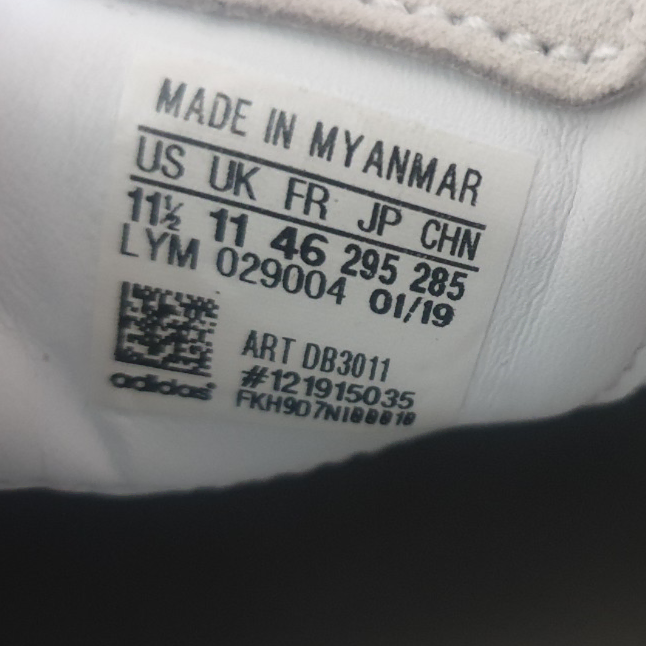 MADE IN MYANMAR
US UK FR JP CHN
11½ 11 46 295 285
LYM 029004 01/19
ART DB3011
#121915035
adidas